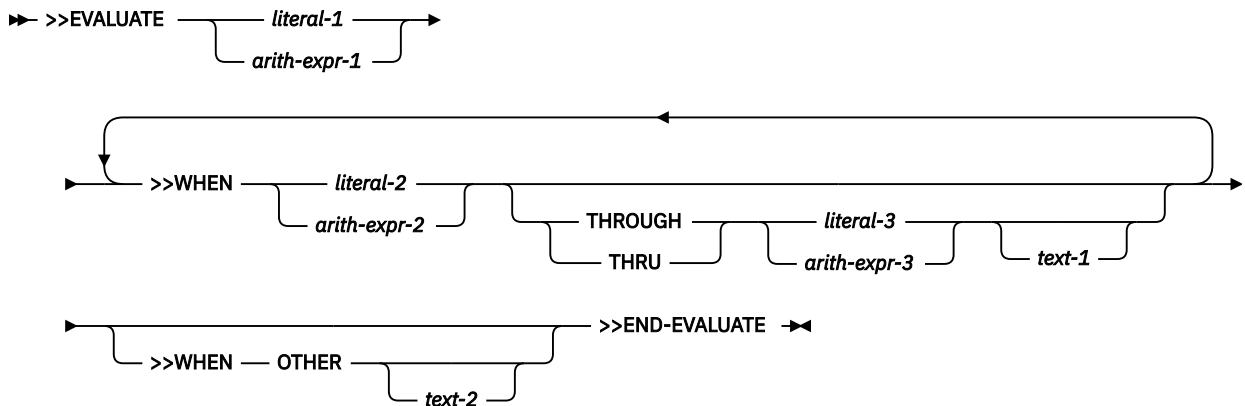 >>EVALUATE literal-1
arith-expr-1
>>WHEN literal-2
arith-expr-2
THROUGH literal-3
THRU arith-expr-3 text-1
>>END-EVALUATE
>>WHEN OTHER
text-2